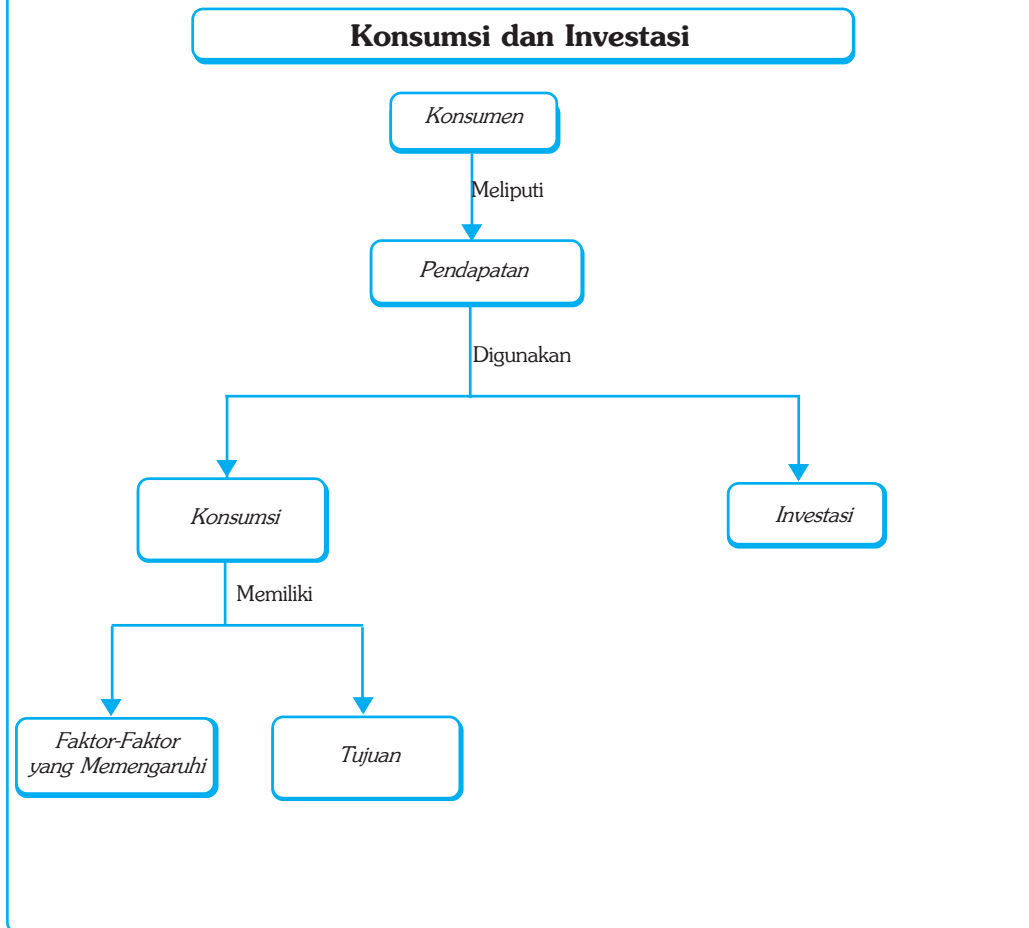 Konsumsi dan Investasi
Konsumen
Meliputi
Pendapatan
Digunakan
Konsumsi
Investasi
Memiliki
Faktor-Faktor
yang Memengaruhi
Tujuan